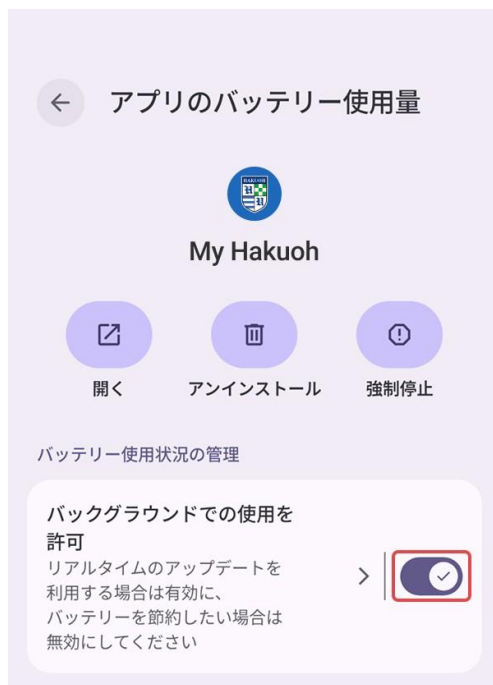 アプリのバッテリー使用量
HAKUOH
My Hakuoh
開く
アンインストール
強制停止
バッテリー使用状況の管理
バックグラウンドでの使用を
許可
リアルタイムのアップデートを
利用する場合は有効に、
バッテリーを節約したい場合は
無効にしてください